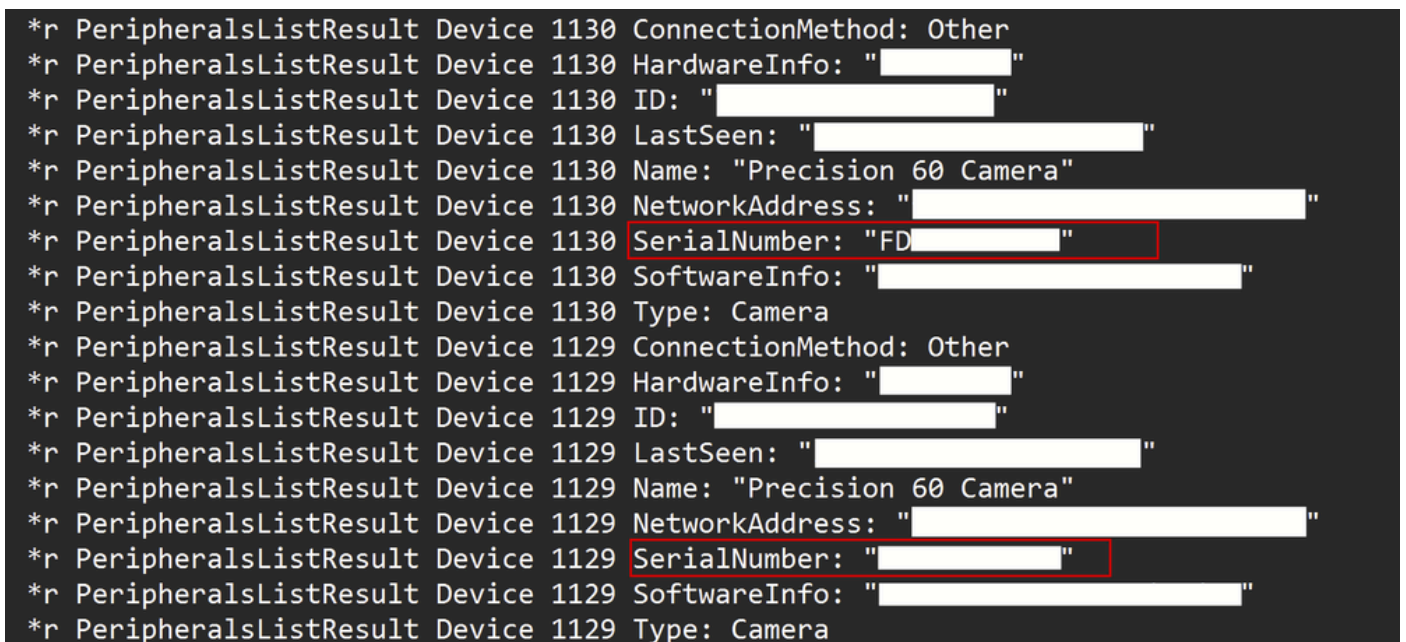 *r PeripheralsListResult Device 1130 ConnectionMethod: Other
*r PeripheralsListResult Device 1130 HardwareInfo: " "
*r PeripheralsListResult Device 1130 ID: " "
*r PeripheralsListResult Device 1130 LastSeen: " "
*r PeripheralsListResult Device 1130 Name: "Precision 60 Camera"
*r PeripheralsListResult Device 1130 NetworkAddress: " "
*r PeripheralsListResult Device 1130 SerialNumber: "FD "
*r PeripheralsListResult Device 1130 SoftwareInfo: " "
*r PeripheralsListResult Device 1130 Type: Camera
*r PeripheralsListResult Device 1129 ConnectionMethod: Other
*r PeripheralsListResult Device 1129 HardwareInfo: " "
*r PeripheralsListResult Device 1129 ID: " "
*r PeripheralsListResult Device 1129 LastSeen: " "
*r PeripheralsListResult Device 1129 Name: "Precision 60 Camera"
*r PeripheralsListResult Device 1129 NetworkAddress: " "
*r PeripheralsListResult Device 1129 SerialNumber: " "
*r PeripheralsListResult Device 1129 SoftwareInfo: " "
*r PeripheralsListResult Device 1129 Type: Camera